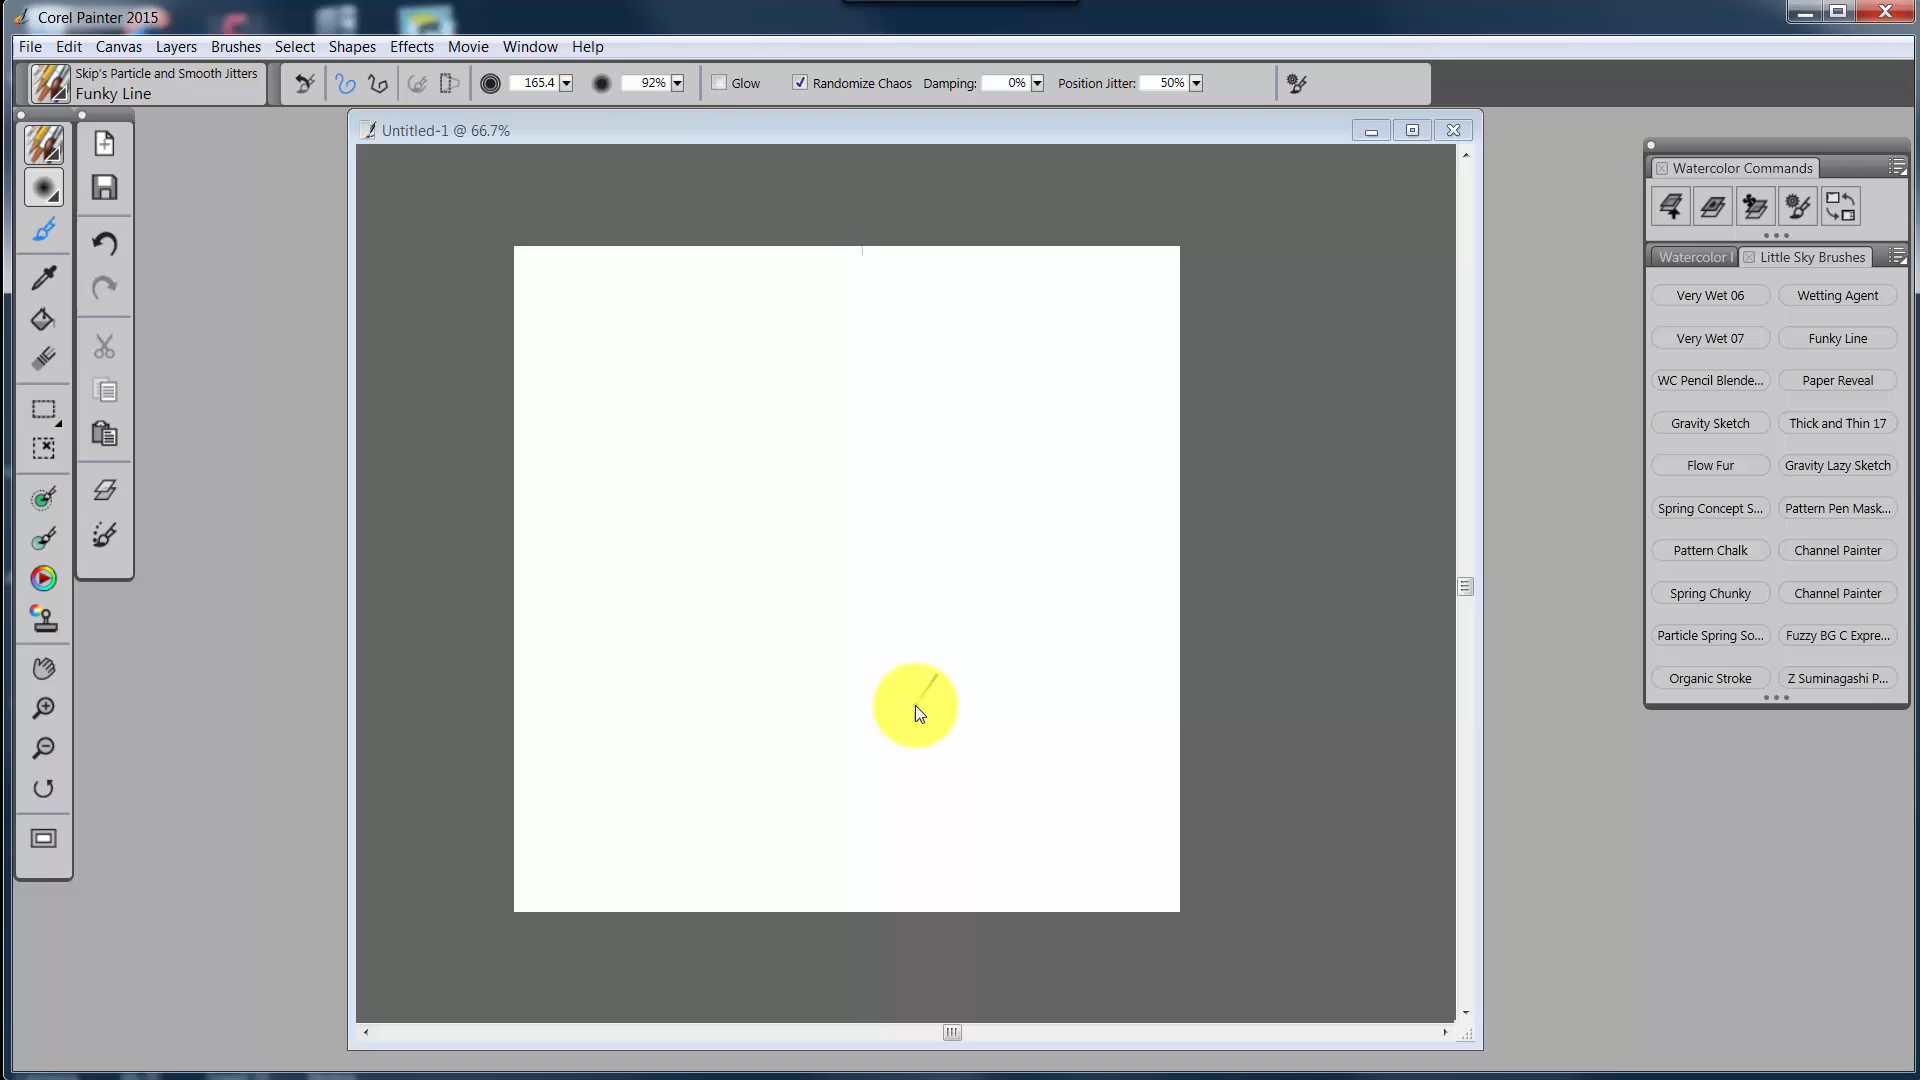 Corel Painter 2015
File Edit Canvas Layers Brushes Select Shapes Effects Movie Window Help
Skip's Particle and Smooth Jitters
Funky Line
165.4 92% Glow Randomize Chaos Damping: 0% Position Jitter: 50%
Untitled-1 @ 66.7%
Watercolor Commands
Watercolor I Little Sky Brushes
Very Wet 06 Wetting Agent
Very Wet 07 Funky Line
WC Pencil Blende... Paper Reveal
Gravity Sketch Thick and Thin 17
Flow Fur Gravity Lazy Sketch
Spring Concept S... Pattern Pen Mask...
Pattern Chalk Channel Painter
Spring Chunky Channel Painter
Particle Spring So... Fuzzy BG C Expre...
Organic Stroke Z Suminagashi P...